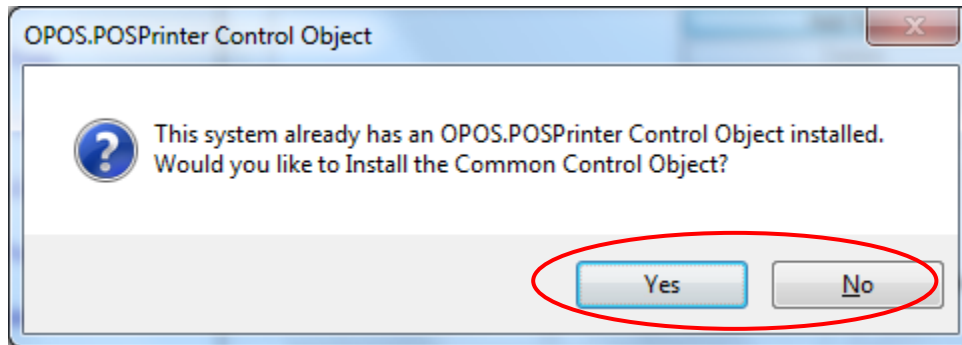 OPOS.POSPrinter Control Object
This system already has an OPOS.POSPrinter Control Object installed.
Would you like to Install the Common Control Object?
Yes
No